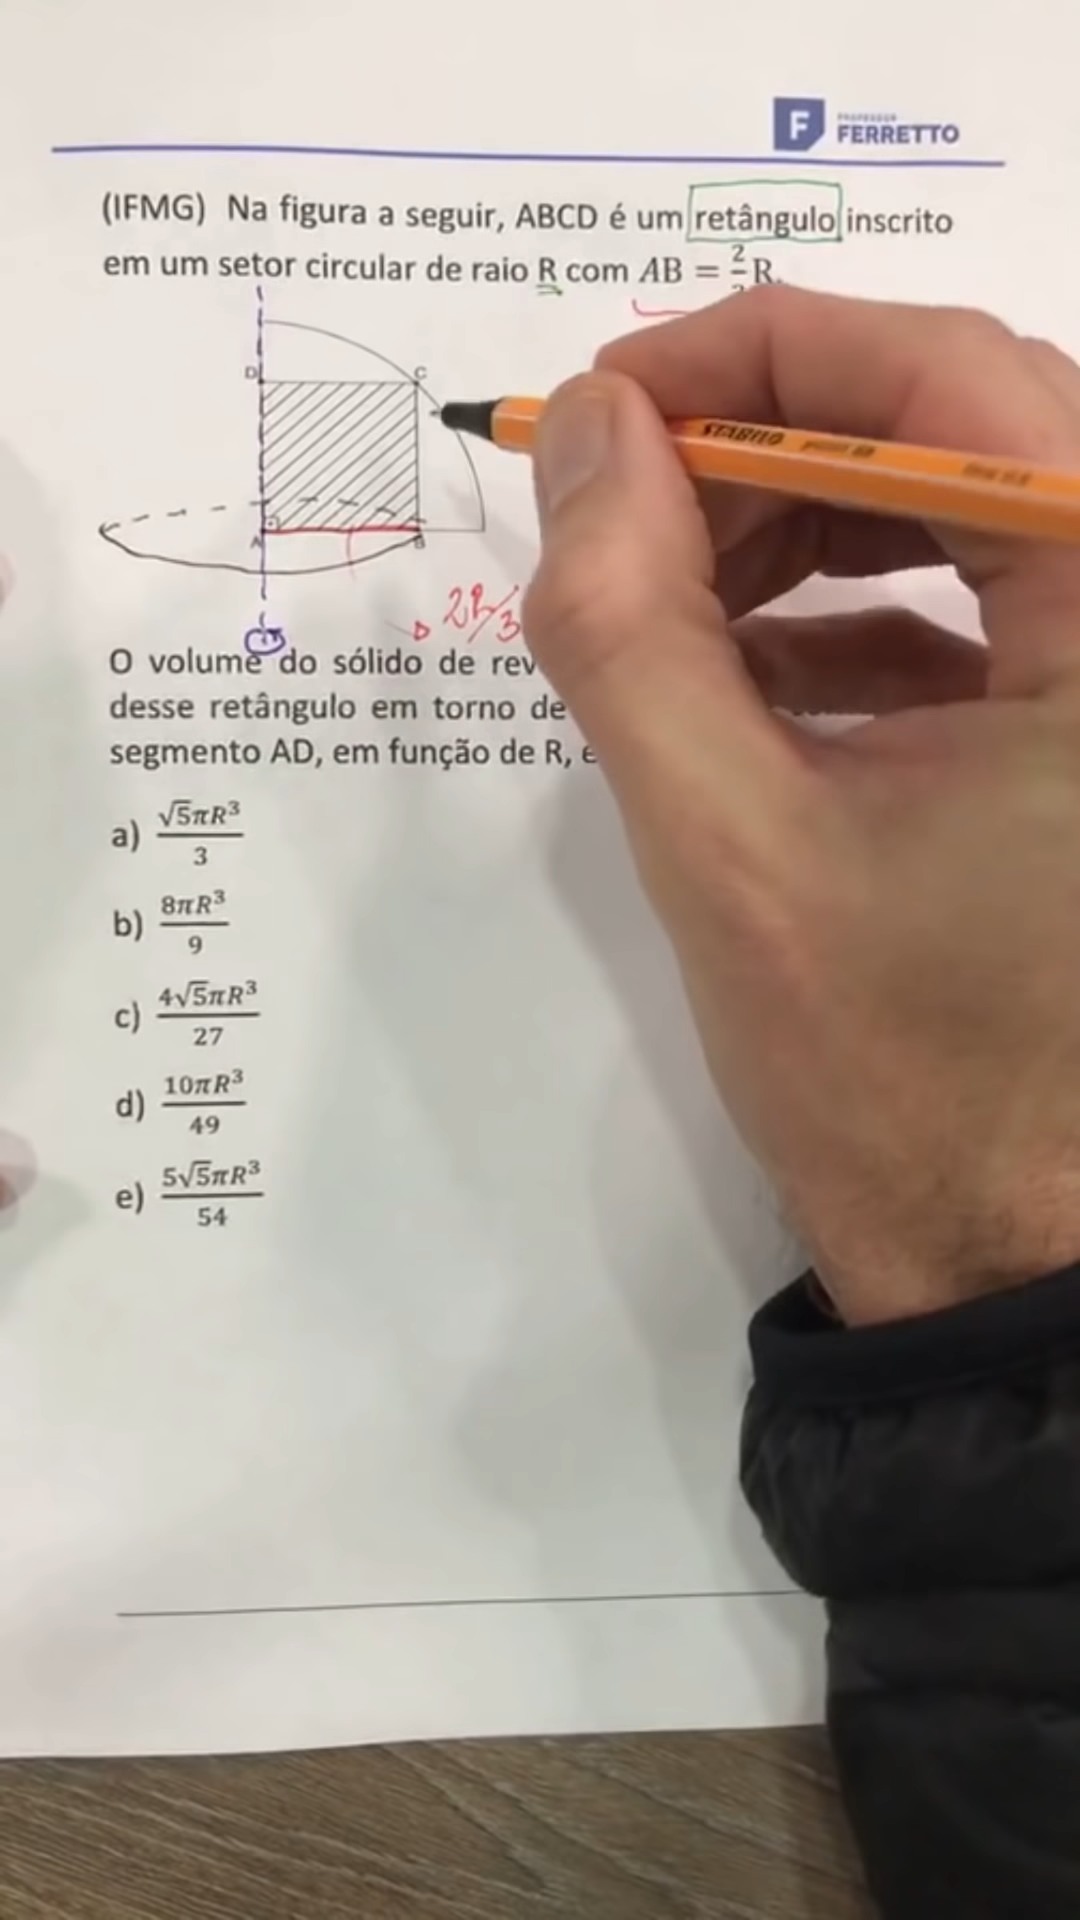 F PROFESSOR
FERRETTO
(IFMG) Na figura a seguir, ABCD é um retângulo inscrito
em um setor circular de raio R com AB = 2/ R.
D C
A B
2R/3
O volume do sólido de rev
desse retângulo em torno de
segmento AD, em função de R, é
a) √5πR³/3
b) 8πR³/9
c) 4√5πR³/27
d) 10πR³/49
e) 5√5πR³/54
STABILO